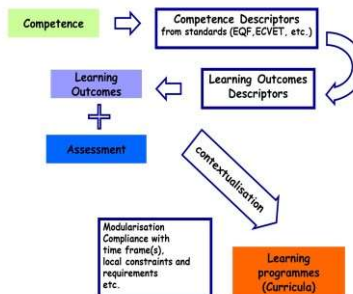 Competence
Competence Descriptors
from standards (EQF,ECVET, etc.)
Learning
Outcomes
Learning Outcomes
Descriptors
Assessment
contextualisation
Modularisation
Compliance with
time frame(s),
local constraints and
requirements
etc.
Learning
programmes
(Curricula)